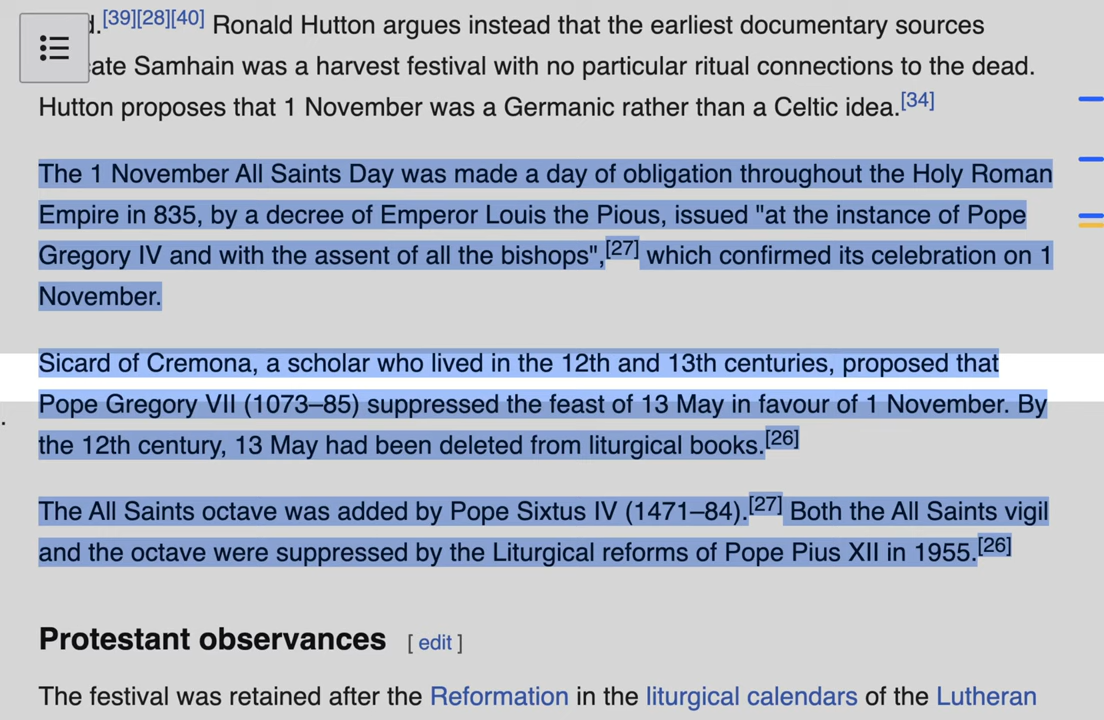 d.[39][28][40] Ronald Hutton argues instead that the earliest documentary sources
ate Samhain was a harvest festival with no particular ritual connections to the dead.
Hutton proposes that 1 November was a Germanic rather than a Celtic idea.[34]
The 1 November All Saints Day was made a day of obligation throughout the Holy Roman
Empire in 835, by a decree of Emperor Louis the Pious, issued "at the instance of Pope
Gregory IV and with the assent of all the bishops",[27] which confirmed its celebration on 1
November.
Sicard of Cremona, a scholar who lived in the 12th and 13th centuries, proposed that
Pope Gregory VII (1073–85) suppressed the feast of 13 May in favour of 1 November. By
the 12th century, 13 May had been deleted from liturgical books.[26]
The All Saints octave was added by Pope Sixtus IV (1471–84).[27] Both the All Saints vigil
and the octave were suppressed by the Liturgical reforms of Pope Pius XII in 1955.[26]
Protestant observances [ edit ]
The festival was retained after the Reformation in the liturgical calendars of the Lutheran